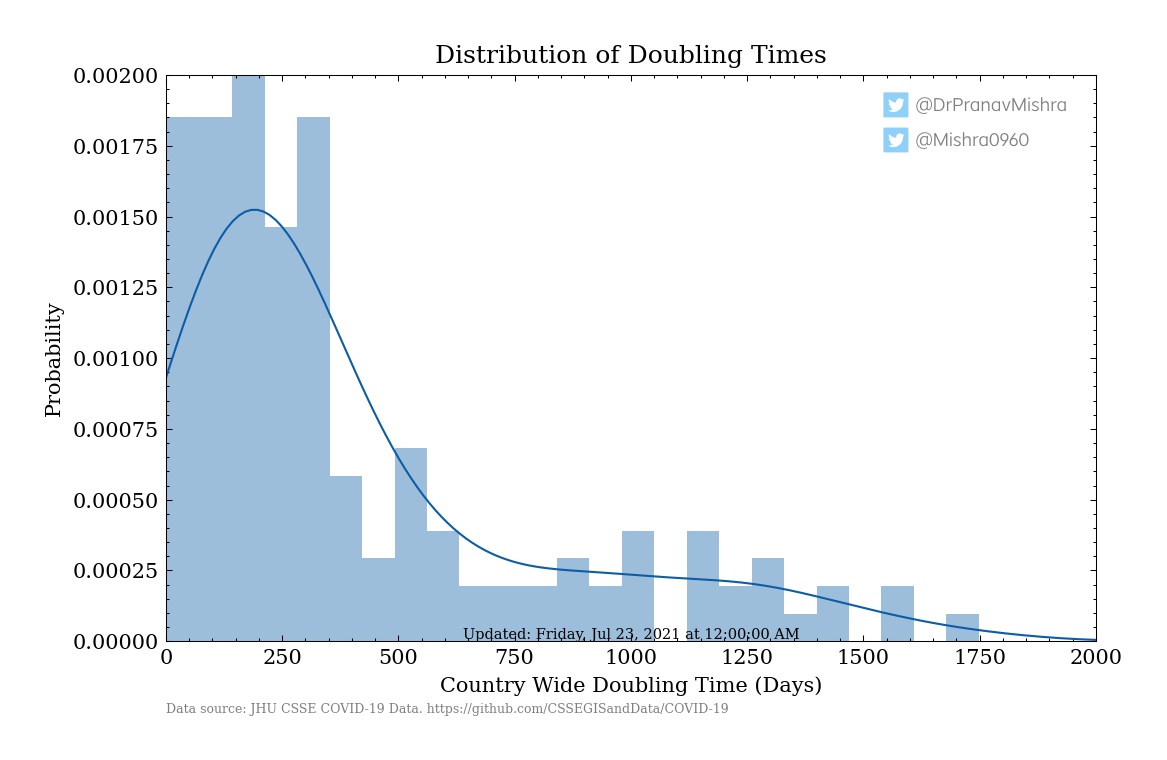 Distribution of Doubling Times
@DrPranavMishra
@Mishra0960
0.00200
0.00175
0.00150
0.00125
0.00100
0.00075
0.00050
0.00025
0.00000
Probability
Updated: Friday, Jul 23, 2021 at 12:00:00 AM
0 250 500 750 1000 1250 1500 1750 2000
Country Wide Doubling Time (Days)
Data source: JHU CSSE COVID-19 Data. https://github.com/CSSEGISandData/COVID-19